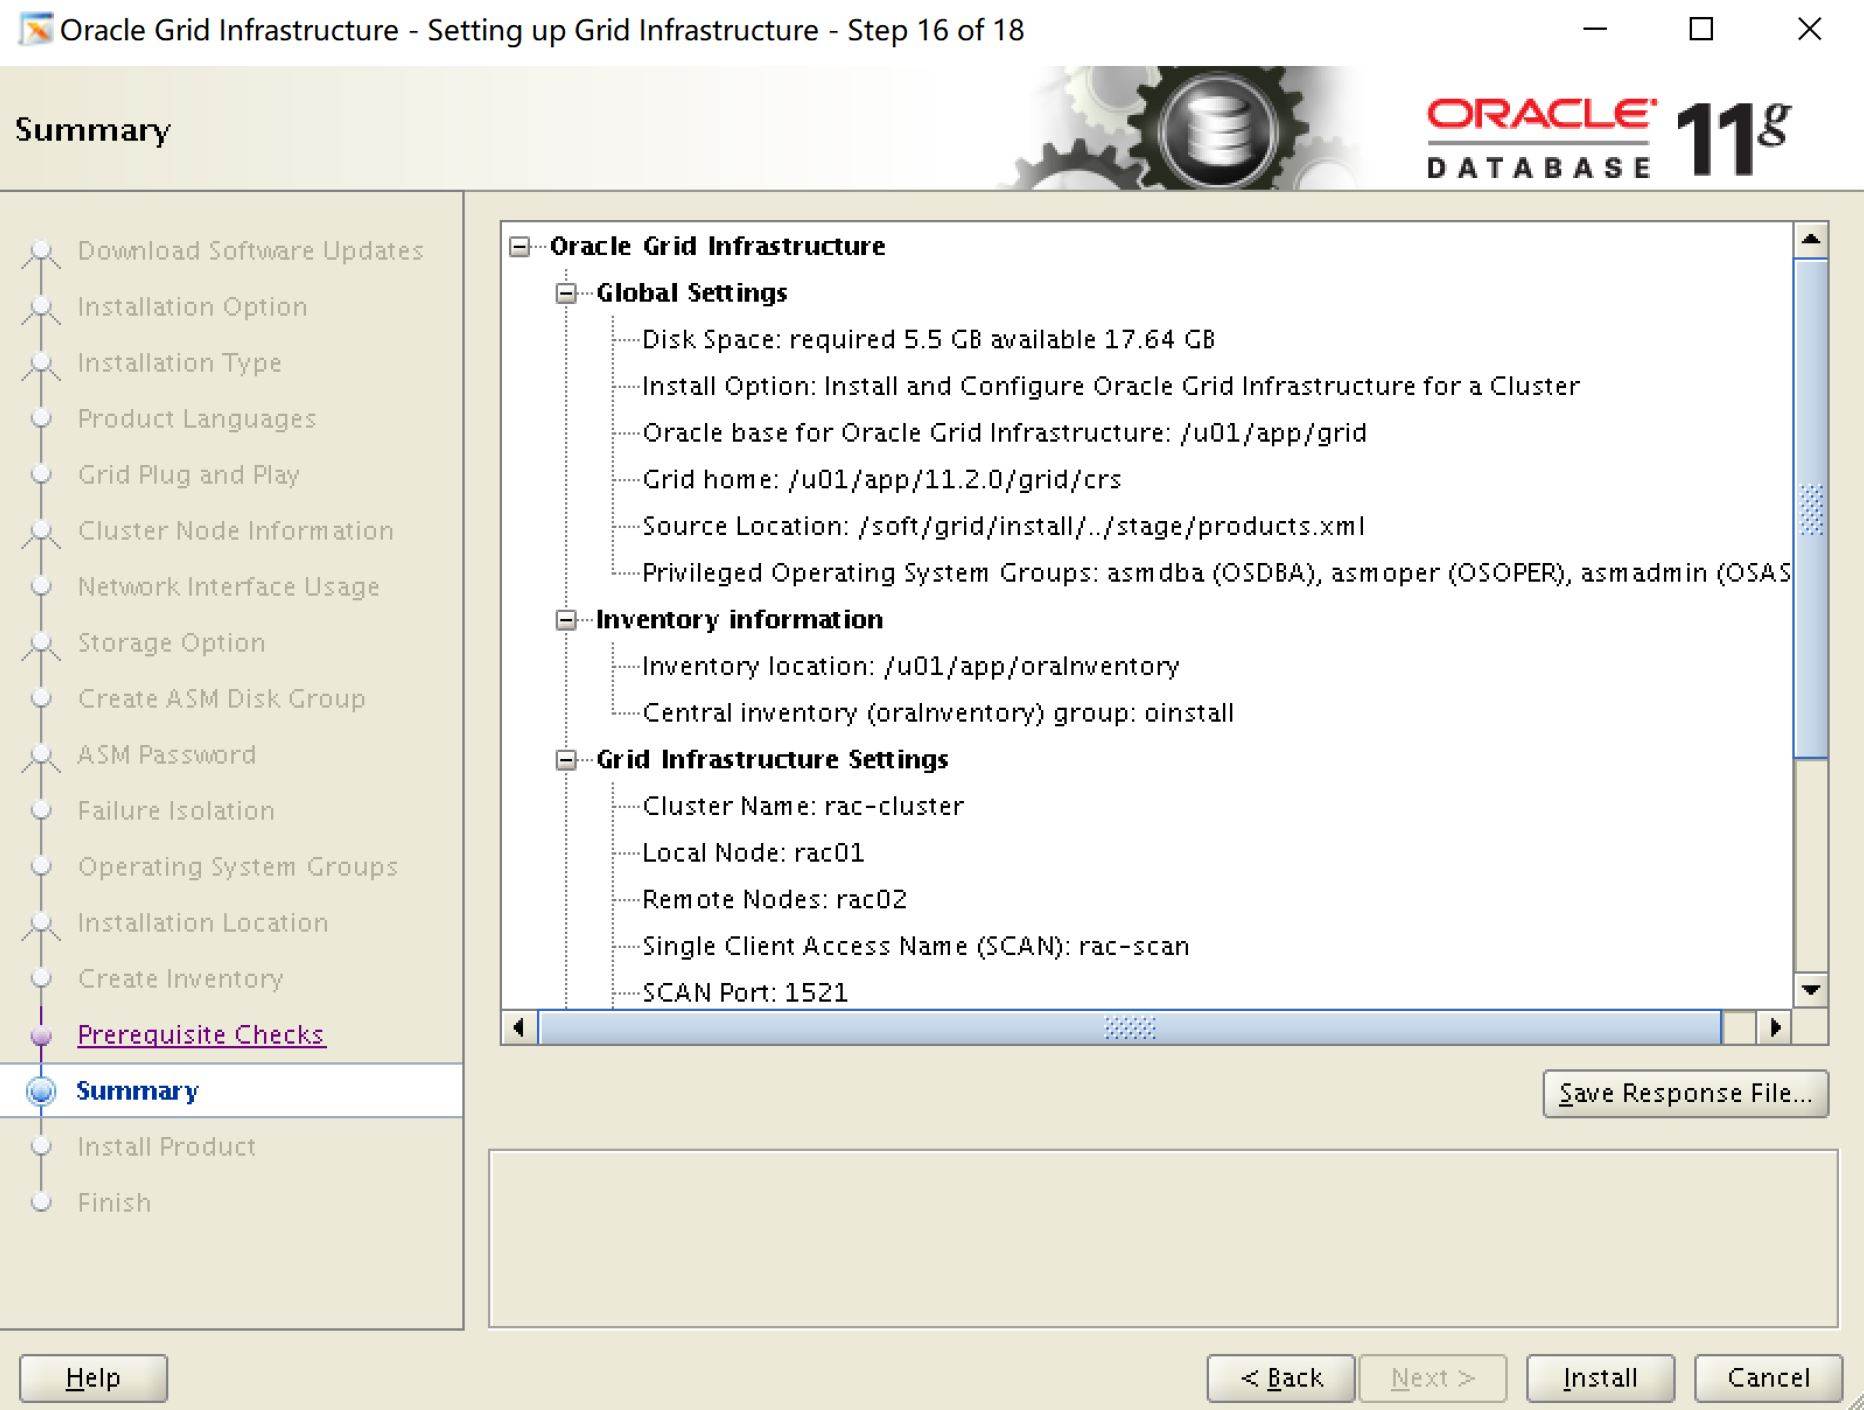 Oracle Grid Infrastructure - Setting up Grid Infrastructure - Step 16 of 18
Summary
ORACLE
DATABASE
11g
Download Software Updates
Installation Option
Installation Type
Product Languages
Grid Plug and Play
Cluster Node Information
Network Interface Usage
Storage Option
Create ASM Disk Group
ASM Password
Failure Isolation
Operating System Groups
Installation Location
Create Inventory
Prerequisite Checks
Summary
Install Product
Finish
Oracle Grid Infrastructure
Global Settings
Disk Space: required 5.5 GB available 17.64 GB
Install Option: Install and Configure Oracle Grid Infrastructure for a Cluster
Oracle base for Oracle Grid Infrastructure: /u01/app/grid
Grid home: /u01/app/11.2.0/grid/crs
Source Location: /soft/grid/install/../stage/products.xml
Privileged Operating System Groups: asmdba (OSDBA), asmoper (OSOPER), asmadmin (OSAS
Inventory information
Inventory location: /u01/app/oraInventory
Central inventory (oraInventory) group: oinstall
Grid Infrastructure Settings
Cluster Name: rac-cluster
Local Node: rac01
Remote Nodes: rac02
Single Client Access Name (SCAN): rac-scan
SCAN Port: 1521
Save Response File...
Help
< Back
Next >
Install
Cancel